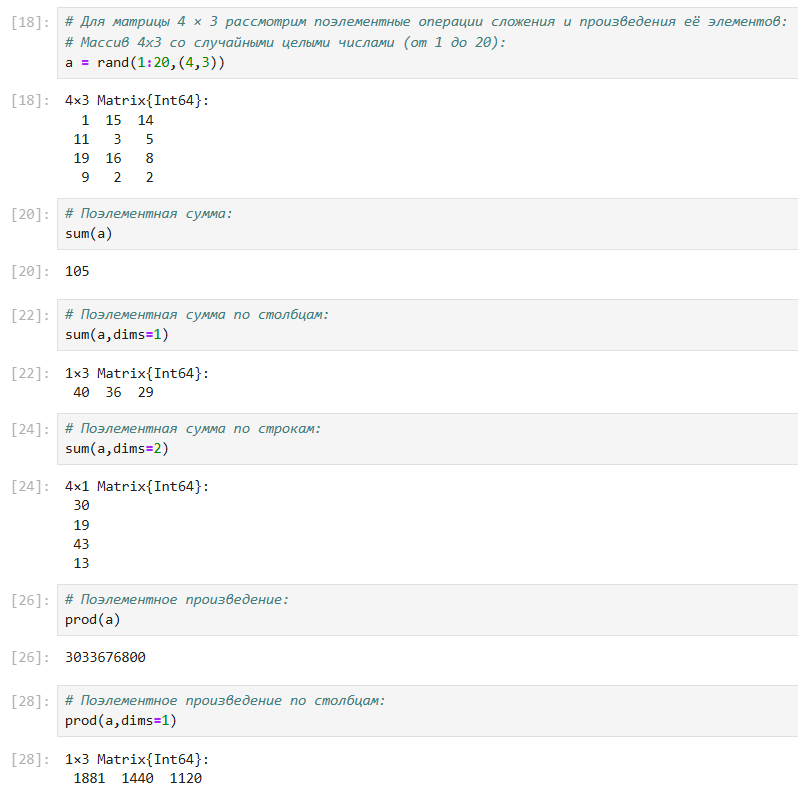 [18]: # Для матрицы 4 × 3 рассмотрим поэлементные операции сложения и произведения её элементов:
# Массив 4x3 со случайными целыми числами (от 1 до 20):
a = rand(1:20,(4,3))
[18]: 4×3 Matrix{Int64}:
1 15 14
11 3 5
19 16 8
9 2 2
[20]: # Поэлементная сумма:
sum(a)
[20]: 105
[22]: # Поэлементная сумма по столбцам:
sum(a,dims=1)
[22]: 1×3 Matrix{Int64}:
40 36 29
[24]: # Поэлементная сумма по строкам:
sum(a,dims=2)
[24]: 4×1 Matrix{Int64}:
30
19
43
13
[26]: # Поэлементное произведение:
prod(a)
[26]: 3033676800
[28]: # Поэлементное произведение по столбцам:
prod(a,dims=1)
[28]: 1×3 Matrix{Int64}:
1881 1440 1120